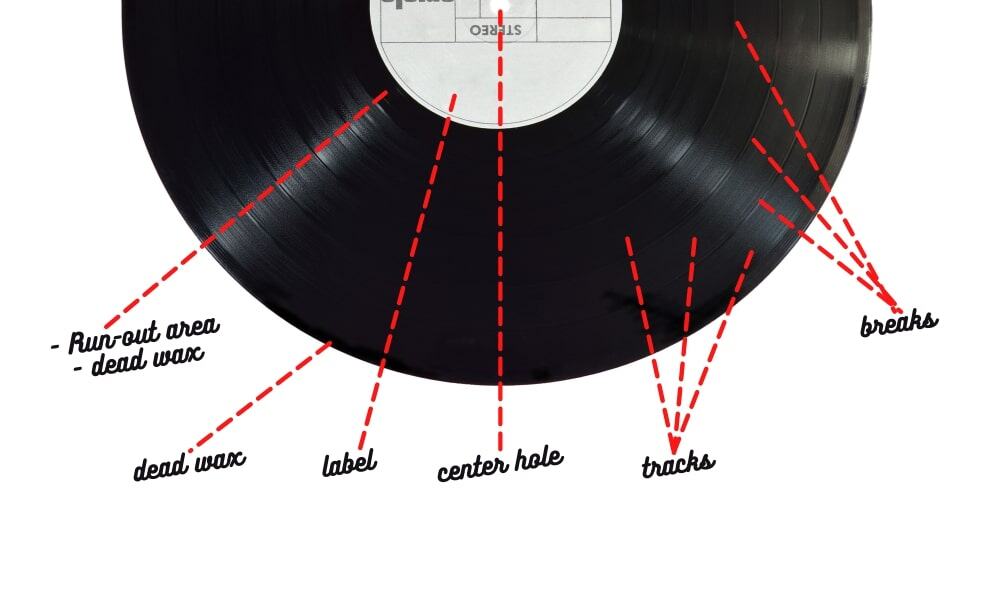 STEREO
- Run-out area
- dead wax
breaks
dead wax
label
center hole
tracks